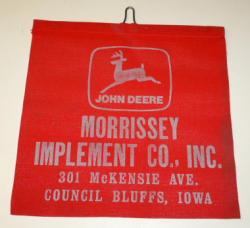 JOHN DEERE
MORRISSEY
IMPLEMENT CO., INC.
301 McKENSIE AVE.
COUNCIL BLUFFS, IOWA